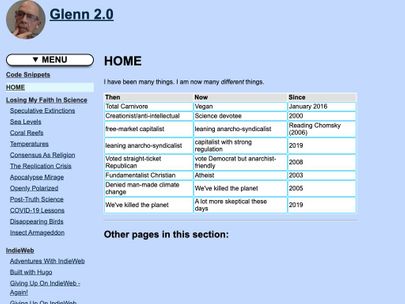 Glenn 2.0
▼ MENU
Code Snippets
HOME
Losing My Faith In Science
Speculative Extinctions
Sea Levels
Coral Reefs
Temperatures
Consensus As Religion
The Replication Crisis
Apocalypse Mirage
Openly Polarized
Post-Truth Science
COVID-19 Lessons
Disappearing Birds
Insect Armageddon
IndieWeb
Adventures With IndieWeb
Built with Hugo
Giving Up On IndieWeb -
Again!
Giving Up On IndieWeb
HOME
I have been many things. I am now many different things.
Then Now Since
Total Carnivore Vegan January 2016
Creationist/anti-intellectual Science devotee 2000
free-market capitalist leaning anarcho-syndicalist Reading Chomsky
(2006)
leaning anarcho-syndicalist capitalist with strong
regulation 2019
Voted straight-ticket
Republican vote Democrat but anarchist-
friendly 2008
Fundamentalist Christian Atheist 2003
Denied man-made climate
change We've killed the planet 2005
We've killed the planet A lot more skeptical these
days 2019
Other pages in this section: